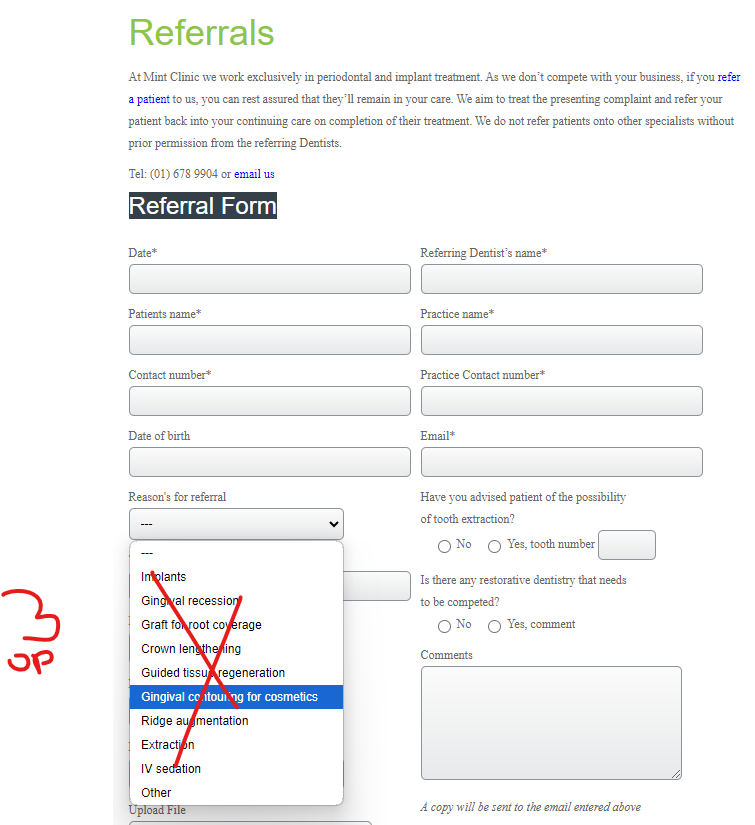 Referrals
At Mint Clinic we work exclusively in periodontal and implant treatment. As we don’t compete with your business, if you refer
a patient to us, you can rest assured that they’ll remain in your care. We aim to treat the presenting complaint and refer your
patient back into your continuing care on completion of their treatment. We do not refer patients onto other specialists without
prior permission from the referring Dentists.
Tel: (01) 678 9904 or email us
Referral Form
Date*
Referring Dentist’s name*
Patients name*
Practice name*
Contact number*
Practice Contact number*
Date of birth
Email*
Reason's for referral
---
---
Implants
Gingival recession
Graft for root coverage
Crown lengthening
Guided tissue regeneration
Gingival contouring for cosmetics
Ridge augmentation
Extraction
IV sedation
Other
Upload File
Have you advised patient of the possibility
of tooth extraction?
No Yes, tooth number
Is there any restorative dentistry that needs
to be competed?
No Yes, comment
Comments
A copy will be sent to the email entered above
3
op